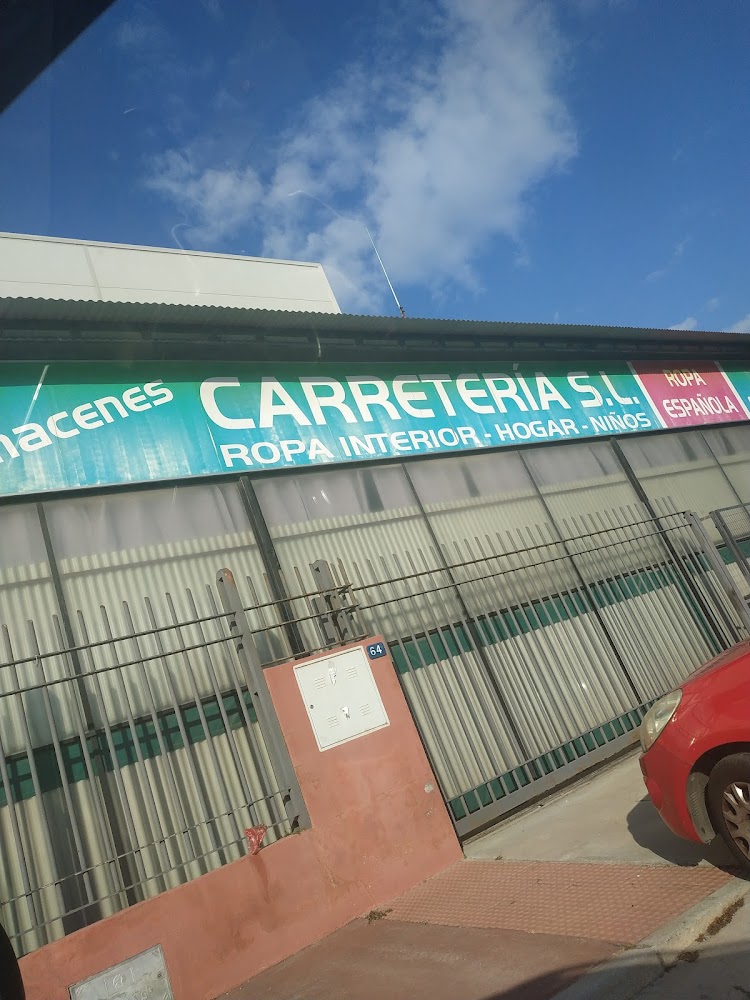 macenes
CARRETERÍA S.L.
ROPA INTERIOR - HOGAR - NIÑOS
ROPA
ESPAÑOLA
64